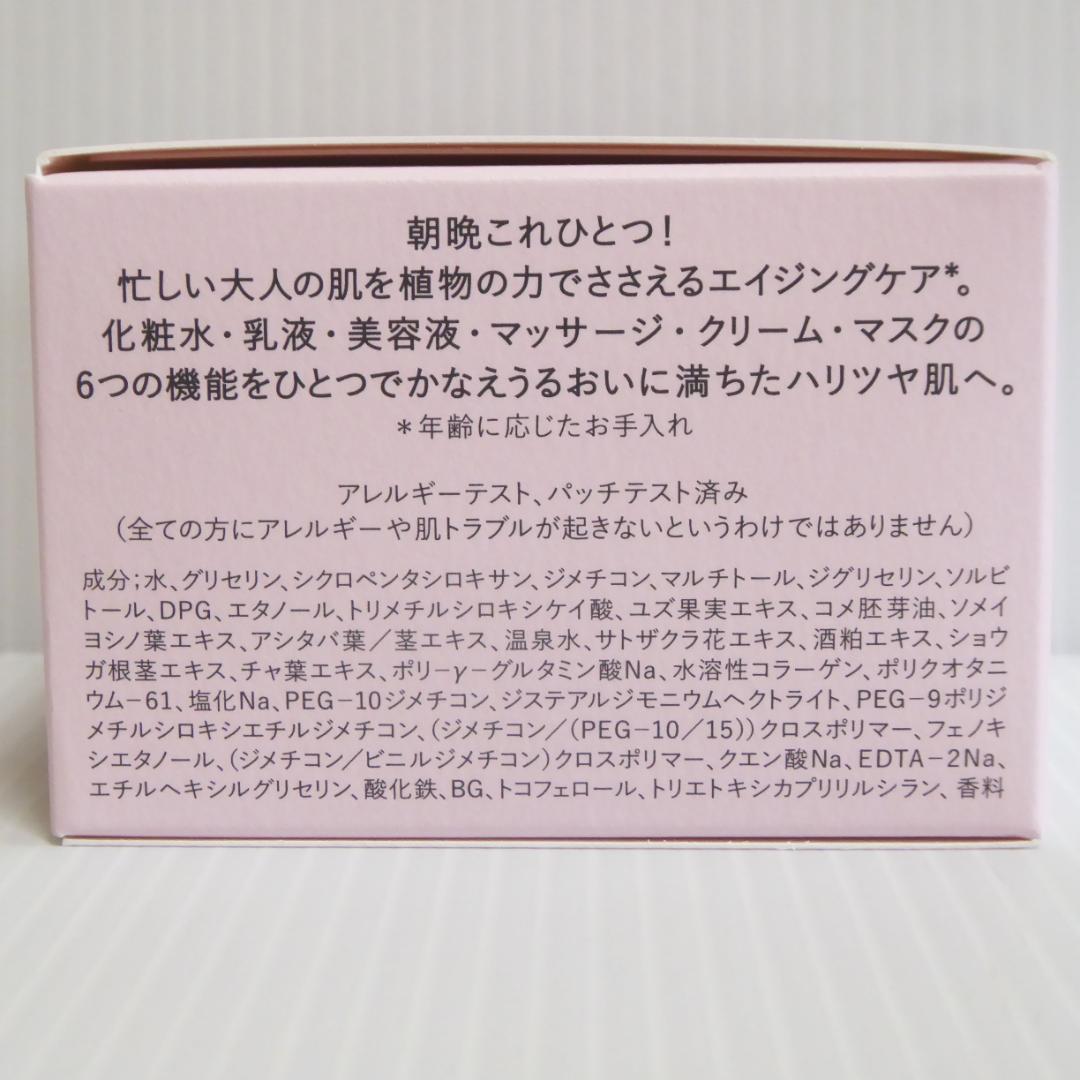 朝晩これひとつ!
忙しい大人の肌を植物の力でささえるエイジングケア*。
化粧水・乳液・美容液・マッサージ・クリーム・マスクの
6つの機能をひとつでかなえうるおいに満ちたハリツヤ肌へ。
*年齢に応じたお手入れ
アレルギーテスト、パッチテスト済み
(全ての方にアレルギーや肌トラブルが起きないというわけではありません)
成分;水、グリセリン、シクロペンタシロキサン、ジメチコン、マルチトール、ジグリセリン、ソルビ
トール、DPG、エタノール、トリメチルシロキシケイ酸、ユズ果実エキス、コメ胚芽油、ソメイ
ヨシノ葉エキス、アシタバ葉/茎エキス、温泉水、サトザクラ花エキス、酒粕エキス、ショウ
ガ根茎エキス、チャ葉エキス、ポリ-γ-グルタミン酸Na、水溶性コラーゲン、ポリクオタニ
ウム-61、塩化Na、PEG-10ジメチコン、ジステアルジモニウムヘクトライト、PEG-9ポリジ
メチルシロキシエチルジメチコン、(ジメチコン/(PEG-10/15))クロスポリマー、フェノキ
シエタノール、(ジメチコン/ビニルジメチコン)クロスポリマー、クエン酸Na、EDTA-2Na、
エチルヘキシルグリセリン、酸化鉄、BG、トコフェロール、トリエトキシカプリリルシラン、香料